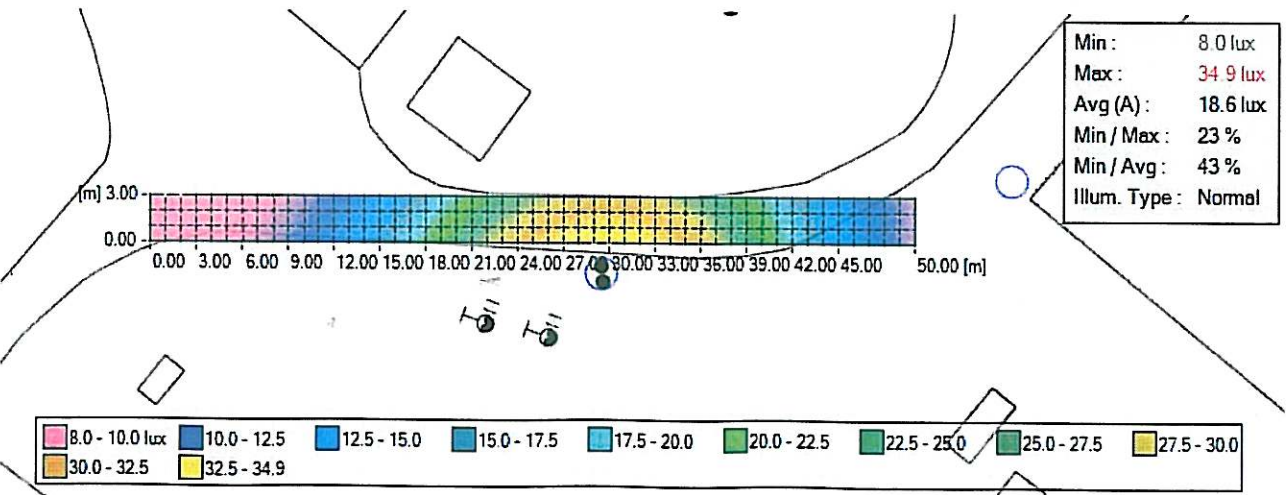 Min : 8.0 lux
Max : 34.9 lux
Avg (A) : 18.6 lux
Min / Max : 23 %
Min / Avg : 43 %
Illum. Type : Normal
[m] 3.00
0.00
0.00 3.00 6.00 9.00 12.00 15.00 18.00 21.00 24.00 27.00 30.00 33.00 36.00 39.00 42.00 45.00 50.00 [m]
8.0 - 10.0 lux 10.0 - 12.5 12.5 - 15.0 15.0 - 17.5 17.5 - 20.0 20.0 - 22.5 22.5 - 25.0 25.0 - 27.5 27.5 - 30.0
30.0 - 32.5 32.5 - 34.9